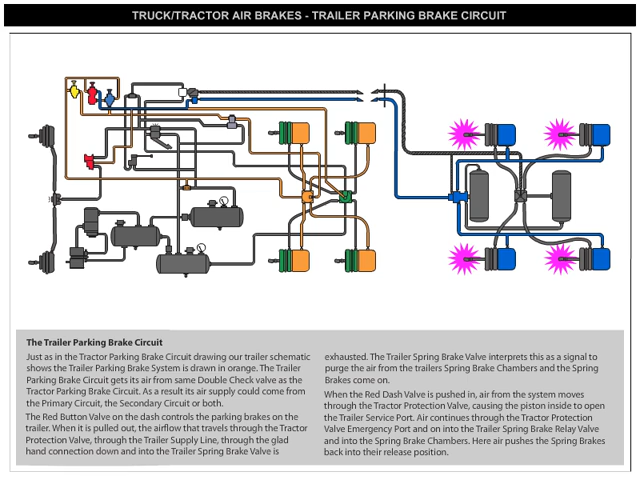 TRUCK/TRACTOR AIR BRAKES - TRAILER PARKING BRAKE CIRCUIT
The Trailer Parking Brake Circuit
Just as in the Tractor Parking Brake Circuit drawing our trailer schematic
shows the Trailer Parking Brake System is drawn in orange. The Trailer
Parking Brake Circuit gets its air from same Double Check valve as the
Tractor Parking Brake Circuit. As a result its air supply could come from
the Primary Circuit, the Secondary Circuit or both.
The Red Button Valve on the dash controls the parking brakes on the
trailer. When it is pulled out, the airflow that travels through the Tractor
Protection Valve, through the Trailer Supply Line, through the glad
hand connection down and into the Trailer Spring Brake Valve is
exhausted. The Trailer Spring Brake Valve interprets this as a signal to
purge the air from the trailers Spring Brake Chambers and the Spring
Brakes come on.
When the Red Dash Valve is pushed in, air from the system moves
through the Tractor Protection Valve, causing the piston inside to open
the Trailer Service Port. Air continues through the Tractor Protection
Valve Emergency Port and on into the Trailer Spring Brake Relay Valve
and into the Spring Brake Chambers. Here air pushes the Spring Brakes
back into their release position.